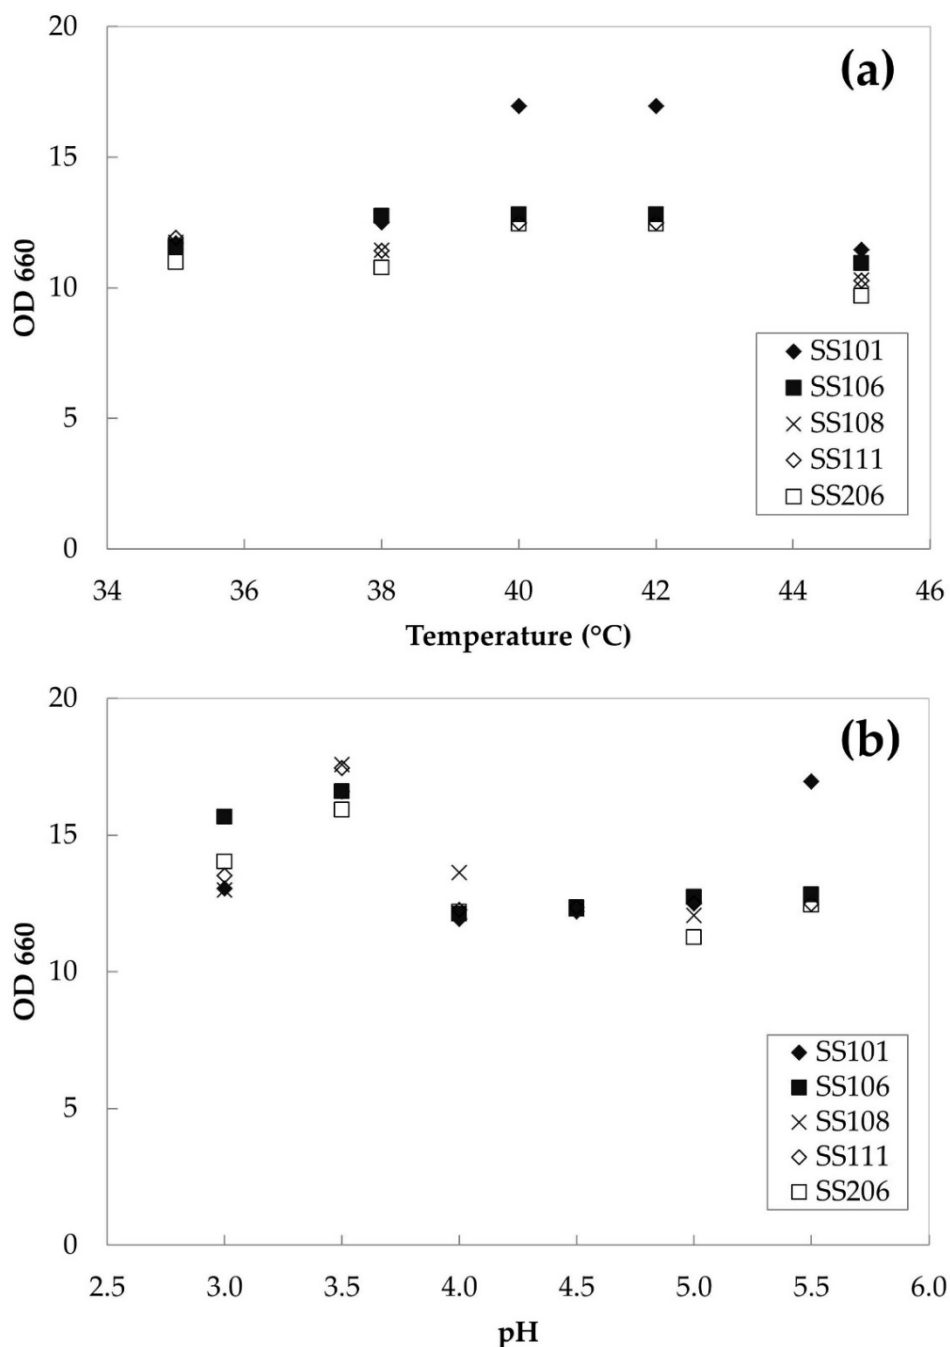 (a)
20
15
10
5
0
OD 660
SS101
SS106
SS108
SS111
SS206
34 36 38 40 42 44 46
Temperature (°C)
(b)
20
15
10
5
0
OD 660
SS101
SS106
SS108
SS111
SS206
2.5 3.0 3.5 4.0 4.5 5.0 5.5 6.0
pH